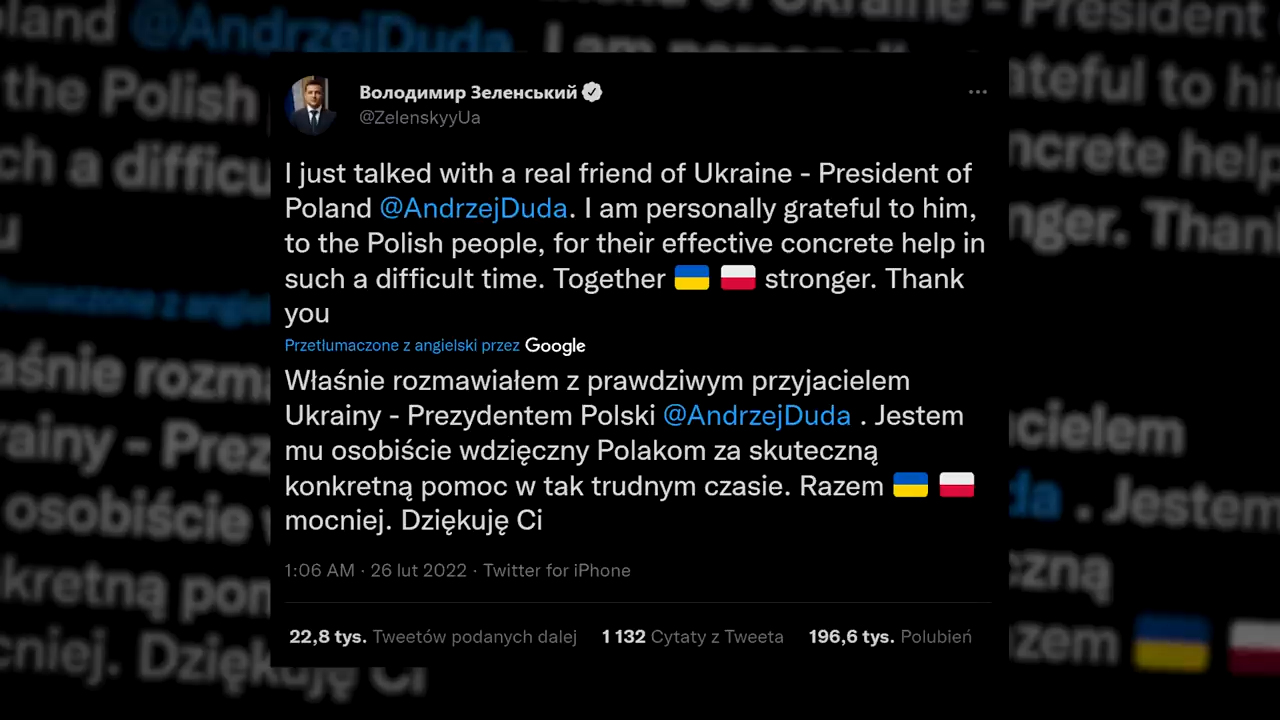 Володимир Зеленський
@ZelenskyyUa
I just talked with a real friend of Ukraine - President of
Poland @AndrzejDuda. I am personally grateful to him,
to the Polish people, for their effective concrete help in
such a difficult time. Together 🇺🇦 🇵🇱 stronger. Thank
you
Przetłumaczone z angielski przez Google
Właśnie rozmawiałem z prawdziwym przyjacielem
Ukrainy - Prezydentem Polski @AndrzejDuda . Jestem
mu osobiście wdzięczny Polakom za skuteczną
konkretną pomoc w tak trudnym czasie. Razem 🇺🇦 🇵🇱
mocniej. Dziękuję Ci
1:06 AM · 26 lut 2022 · Twitter for iPhone
22,8 tys. Tweetów podanych dalej 1 132 Cytaty z Tweeta 196,6 tys. Polubień